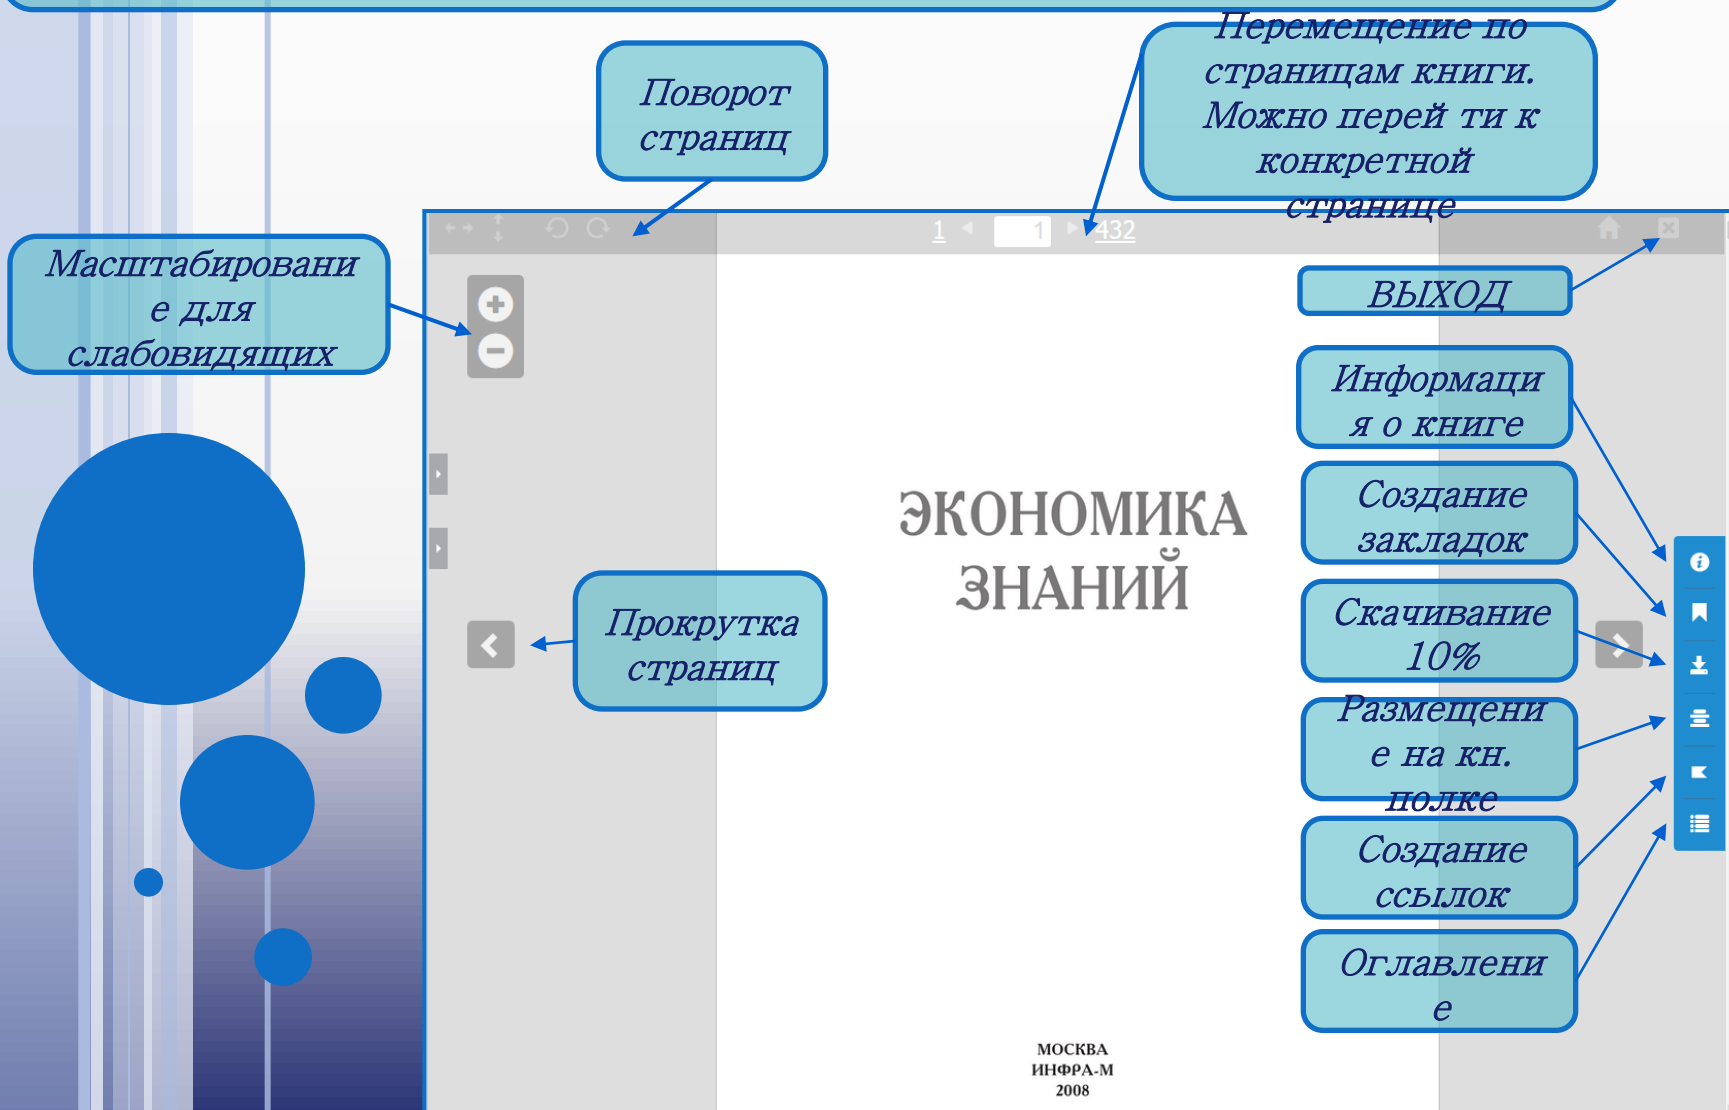 Перемещение по
страницам книги.
Можно перей ти к
конкретной
странице
Поворот
страниц
1 1 432
Масштабировани
е для
слабовидящих
ВЫХОД
Информаци
я о книге
Создание
закладок
ЭКОНОМИКА
ЗНАНИЙ
Прокрутка
страниц
Скачивание
10%
Размещени
е на кн.
полке
Создание
ссылок
Оглавлени
е
МОСКВА
ИНФРА-М
2008